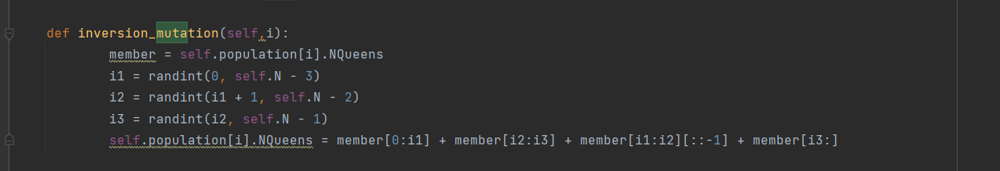 def inversion_mutation(self,i):
member = self.population[i].NQueens
i1 = randint(0, self.N - 3)
i2 = randint(i1 + 1, self.N - 2)
i3 = randint(i2, self.N - 1)
self.population[i].NQueens = member[0:i1] + member[i2:i3] + member[i1:i2][::-1] + member[i3:]